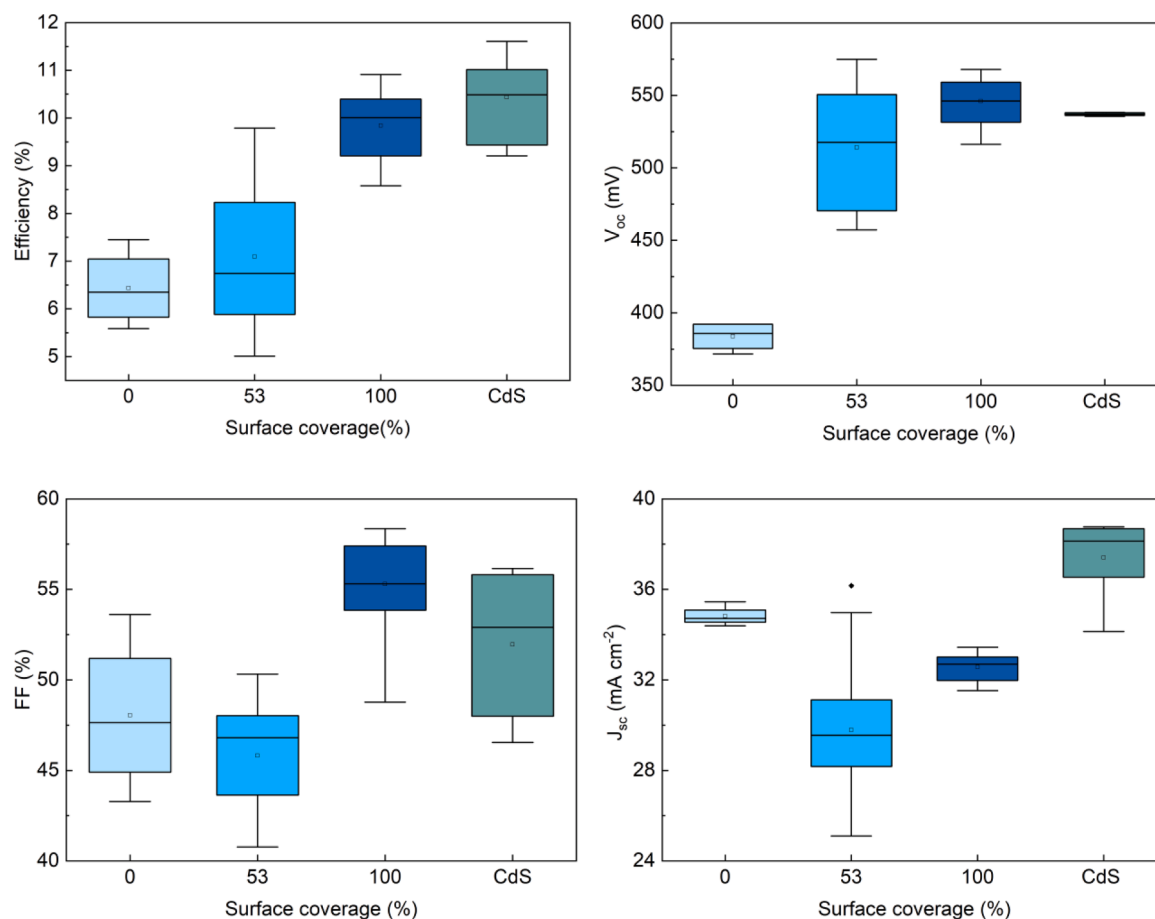 12
11
10
9
8
7
6
5
Efficiency (%)
0 53 100 CdS
Surface coverage(%)
600
550
500
450
400
350
Voc (mV)
0 53 100 CdS
Surface coverage (%)
60
55
50
45
40
FF (%)
0 53 100 CdS
Surface coverage (%)
40
36
32
28
24
Jsc (mA cm-2)
0 53 100 CdS
Surface coverage (%)